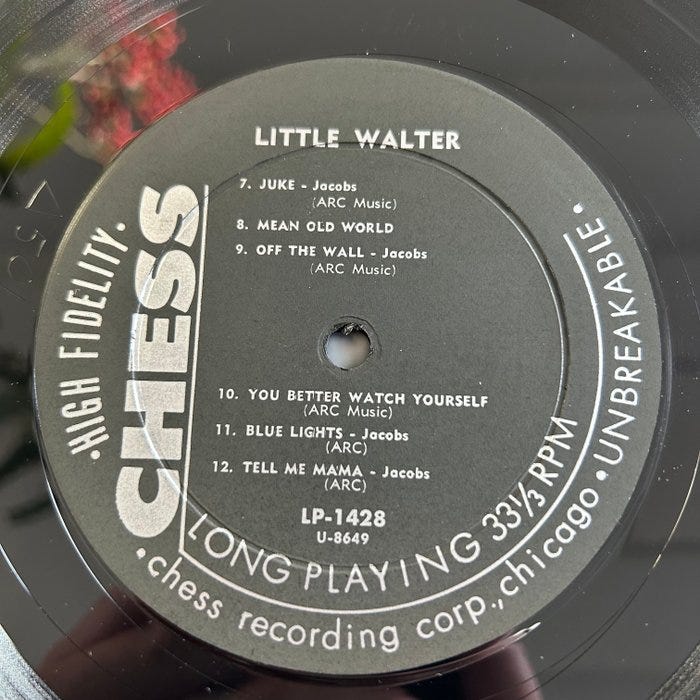 LITTLE WALTER
7. JUKE - Jacobs
(ARC Music)
8. MEAN OLD WORLD
9. OFF THE WALL - Jacobs
(ARC Music)
10. YOU BETTER WATCH YOURSELF
(ARC Music)
11. BLUE LIGHTS - Jacobs
(ARC)
12. TELL ME MAMA - Jacobs
(ARC)
LP-1428
U-8649
•HIGH FIDELITY•
CHESS
LONG PLAYING 33⅓ RPM
•chess recording corp., chicago•UNBREAKABLE•